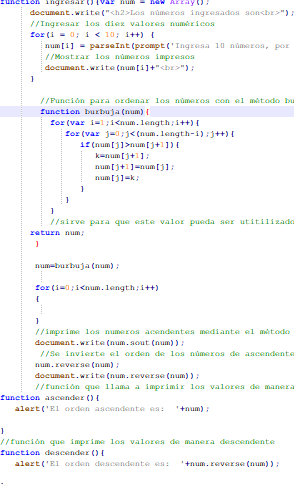 function ingresar(){var num = new Array();
document.write("<h2>Los números ingresados son<br>");
//Ingresar los diez valores numéricos
for(i = 0; i < 10; i++) {
num[i] = parseInt(prompt('Ingresa 10 números, por
//Mostrar los números impresos
document.write(num[i]+"<br>");
}
//Función para ordenar los números con el método bu
function burbuja(num){
for(var i=1;i<num.length;i++){
for(var j=0;j<(num.length-i);j++){
if(num[j]>num[j+1]){
k=num[j+1];
num[j+1]=num[j];
num[j]=k;
}
}
}
//sirve para que este valor pueda ser utitilizado
return num;
}
num=burbuja(num);
for(i=0;i<num.length;i++)
{
}
//imprime los numeros acendentes mediante el método
document.write(num.sout(num));
//Se invierte el orden de los números de ascendente
num.reverse(num);
document.write(num.reverse(num));
//función que llama a imprimir los valores de manera
function ascender(){
alert('El orden ascendente es:  '+num);
}
//función que imprime los valores de manera descendente
function descender(){
alert('El orden descendente es:  '+num.reverse(num));